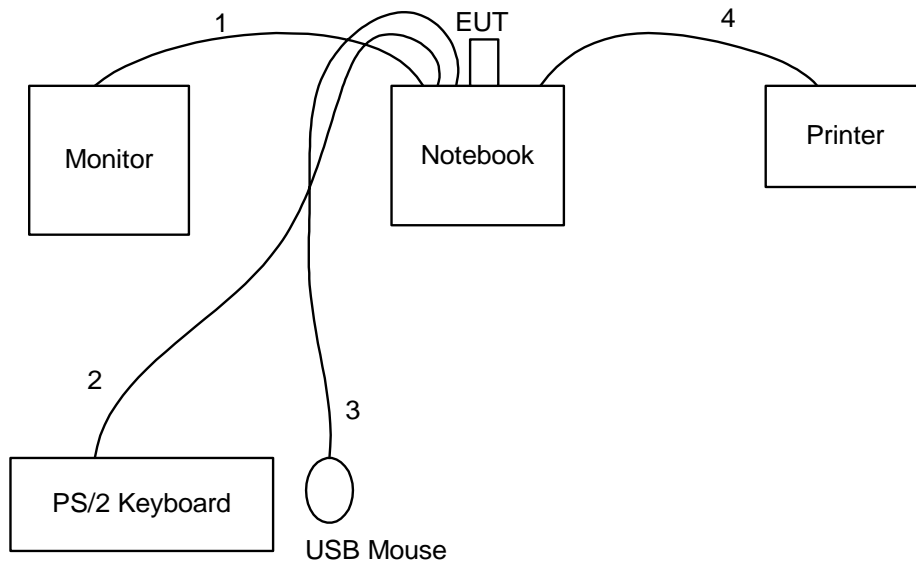 1
EUT
4
Monitor
Notebook
Printer
2
3
PS/2 Keyboard
USB Mouse